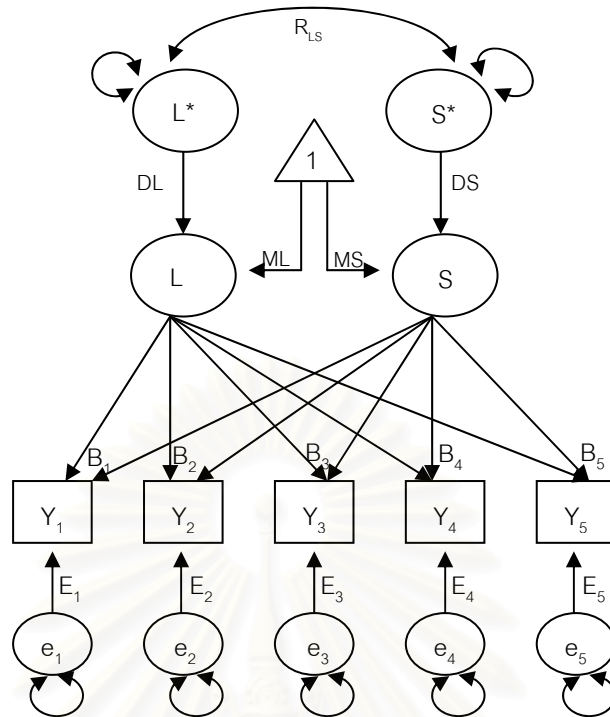 R_LS
L* S*
1
DL DS
ML MS
L S
B_1 B_2 B_3 B_4 B_5
Y_1 Y_2 Y_3 Y_4 Y_5
E_1 E_2 E_3 E_4 E_5
e_1 e_2 e_3 e_4 e_5